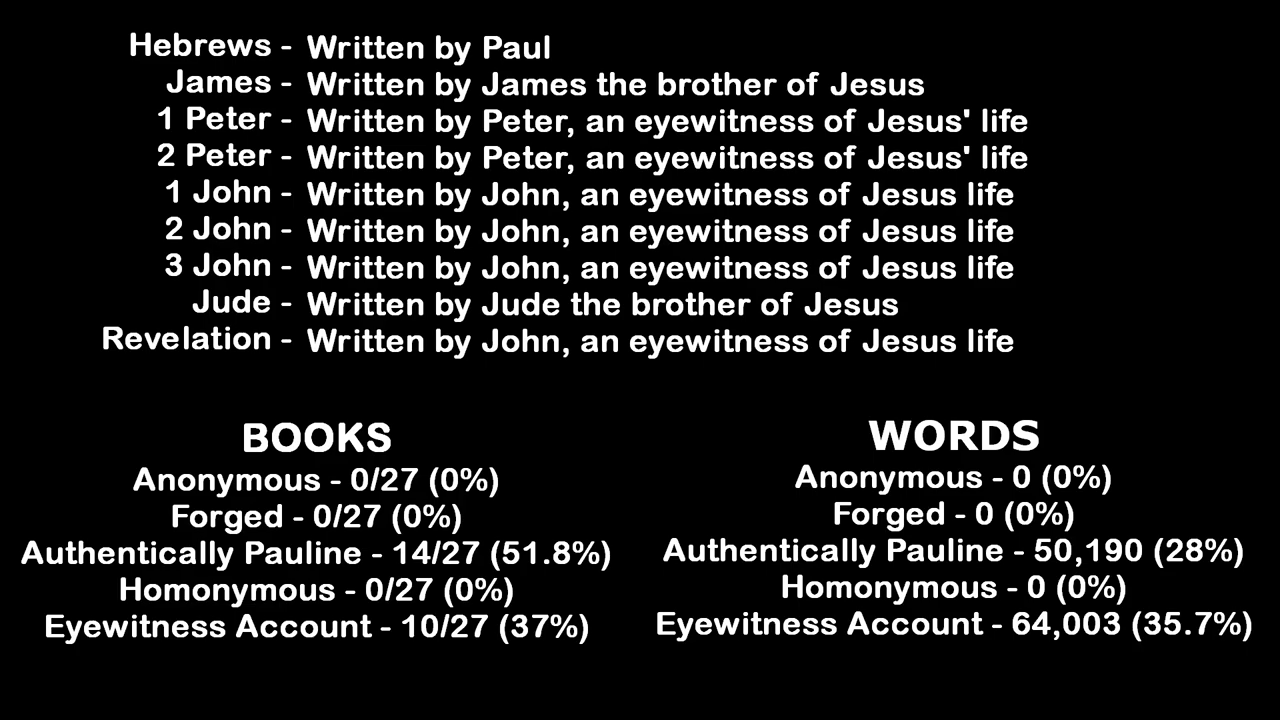 Hebrews - Written by Paul
James - Written by James the brother of Jesus
1 Peter - Written by Peter, an eyewitness of Jesus' life
2 Peter - Written by Peter, an eyewitness of Jesus' life
1 John - Written by John, an eyewitness of Jesus life
2 John - Written by John, an eyewitness of Jesus life
3 John - Written by John, an eyewitness of Jesus life
Jude - Written by Jude the brother of Jesus
Revelation - Written by John, an eyewitness of Jesus life
BOOKS
Anonymous - 0/27 (0%)
Forged - 0/27 (0%)
Authentically Pauline - 14/27 (51.8%)
Homonymous - 0/27 (0%)
Eyewitness Account - 10/27 (37%)
WORDS
Anonymous - 0 (0%)
Forged - 0 (0%)
Authentically Pauline - 50,190 (28%)
Homonymous - 0 (0%)
Eyewitness Account - 64,003 (35.7%)